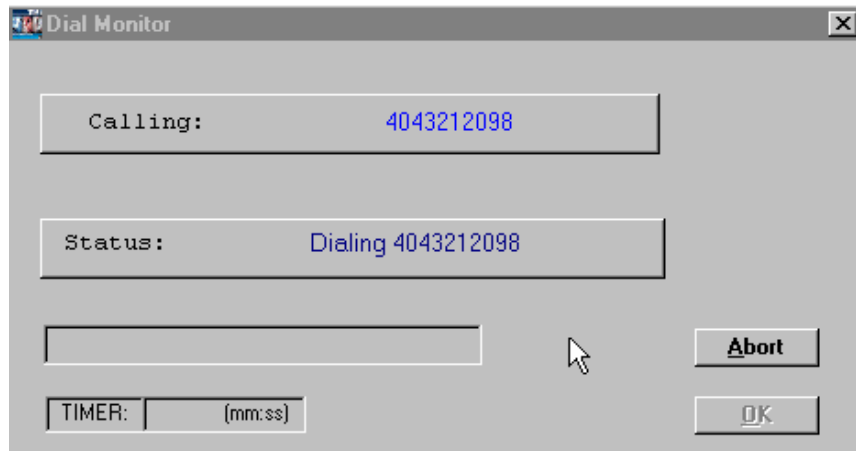 Dial Monitor
Calling: 4043212098
Status: Dialing 4043212098
Abort
TIMER: (mm:ss)
OK